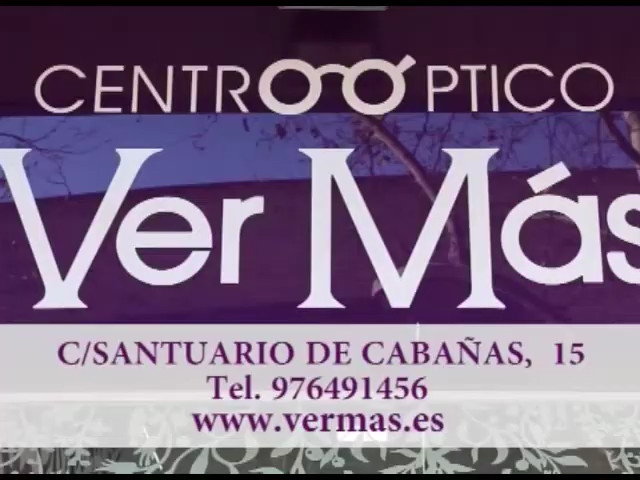 CENTRO ÓPTICO
Ver Más
C/SANTUARIO DE CABAÑAS, 15
Tel. 976491456
www.vermas.es